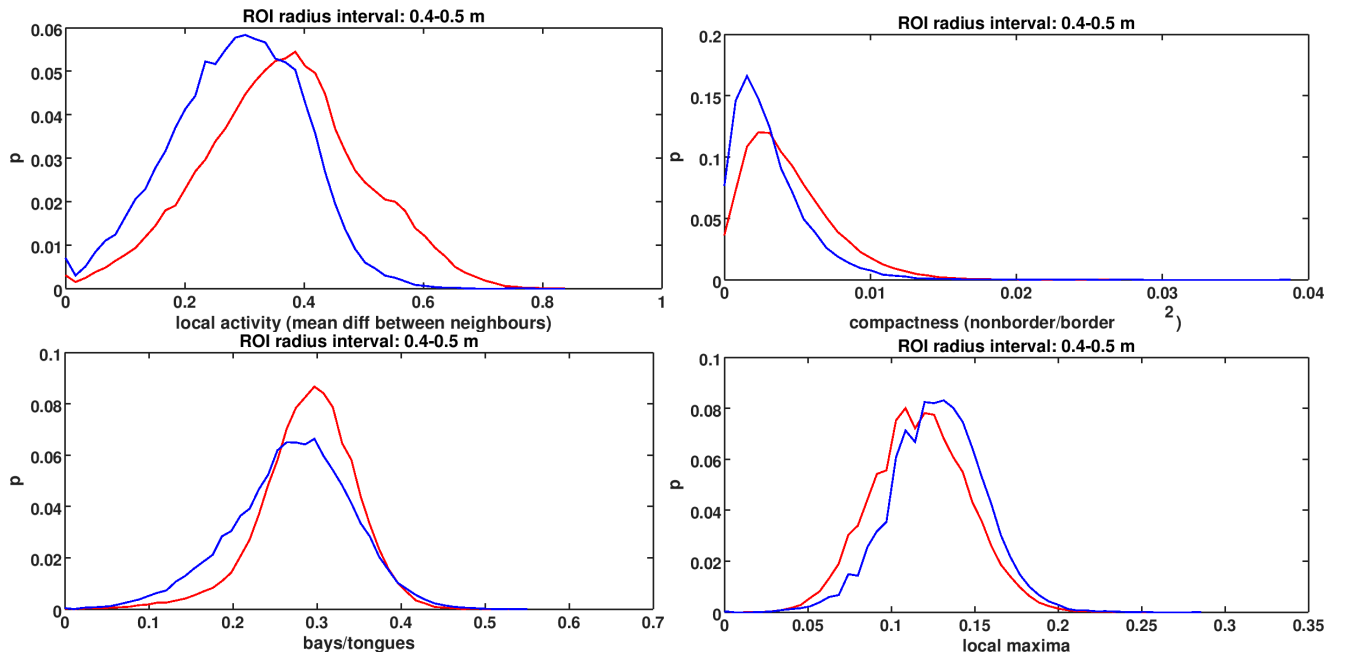 ROI radius interval: 0.4-0.5 m
0.06
0.05
0.04
0.03
0.02
0.01
0
p
0 0.2 0.4 0.6 0.8 1
local activity (mean diff between neighbours)
ROI radius interval: 0.4-0.5 m
0.2
0.15
0.1
0.05
0
p
0 0.01 0.02 0.03 0.04
compactness (nonborder/border 2)
ROI radius interval: 0.4-0.5 m
0.1
0.08
0.06
0.04
0.02
0
p
0 0.1 0.2 0.3 0.4 0.5 0.6 0.7
bays/tongues
ROI radius interval: 0.4-0.5 m
0.1
0.08
0.06
0.04
0.02
0
p
0 0.05 0.1 0.15 0.2 0.25 0.3 0.35
local maxima